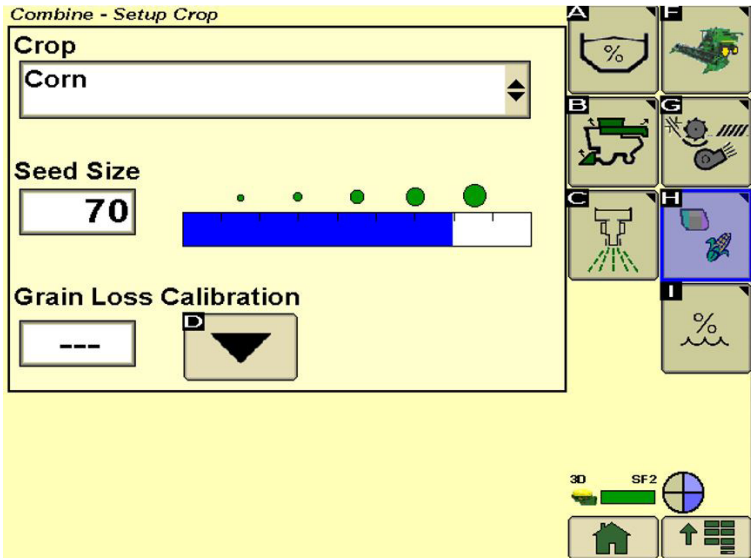 Combine - Setup Crop
Crop
Corn
Seed Size
70
Grain Loss Calibration
---
D
A
%
F
B
G
C
H
I
%
3D SF2